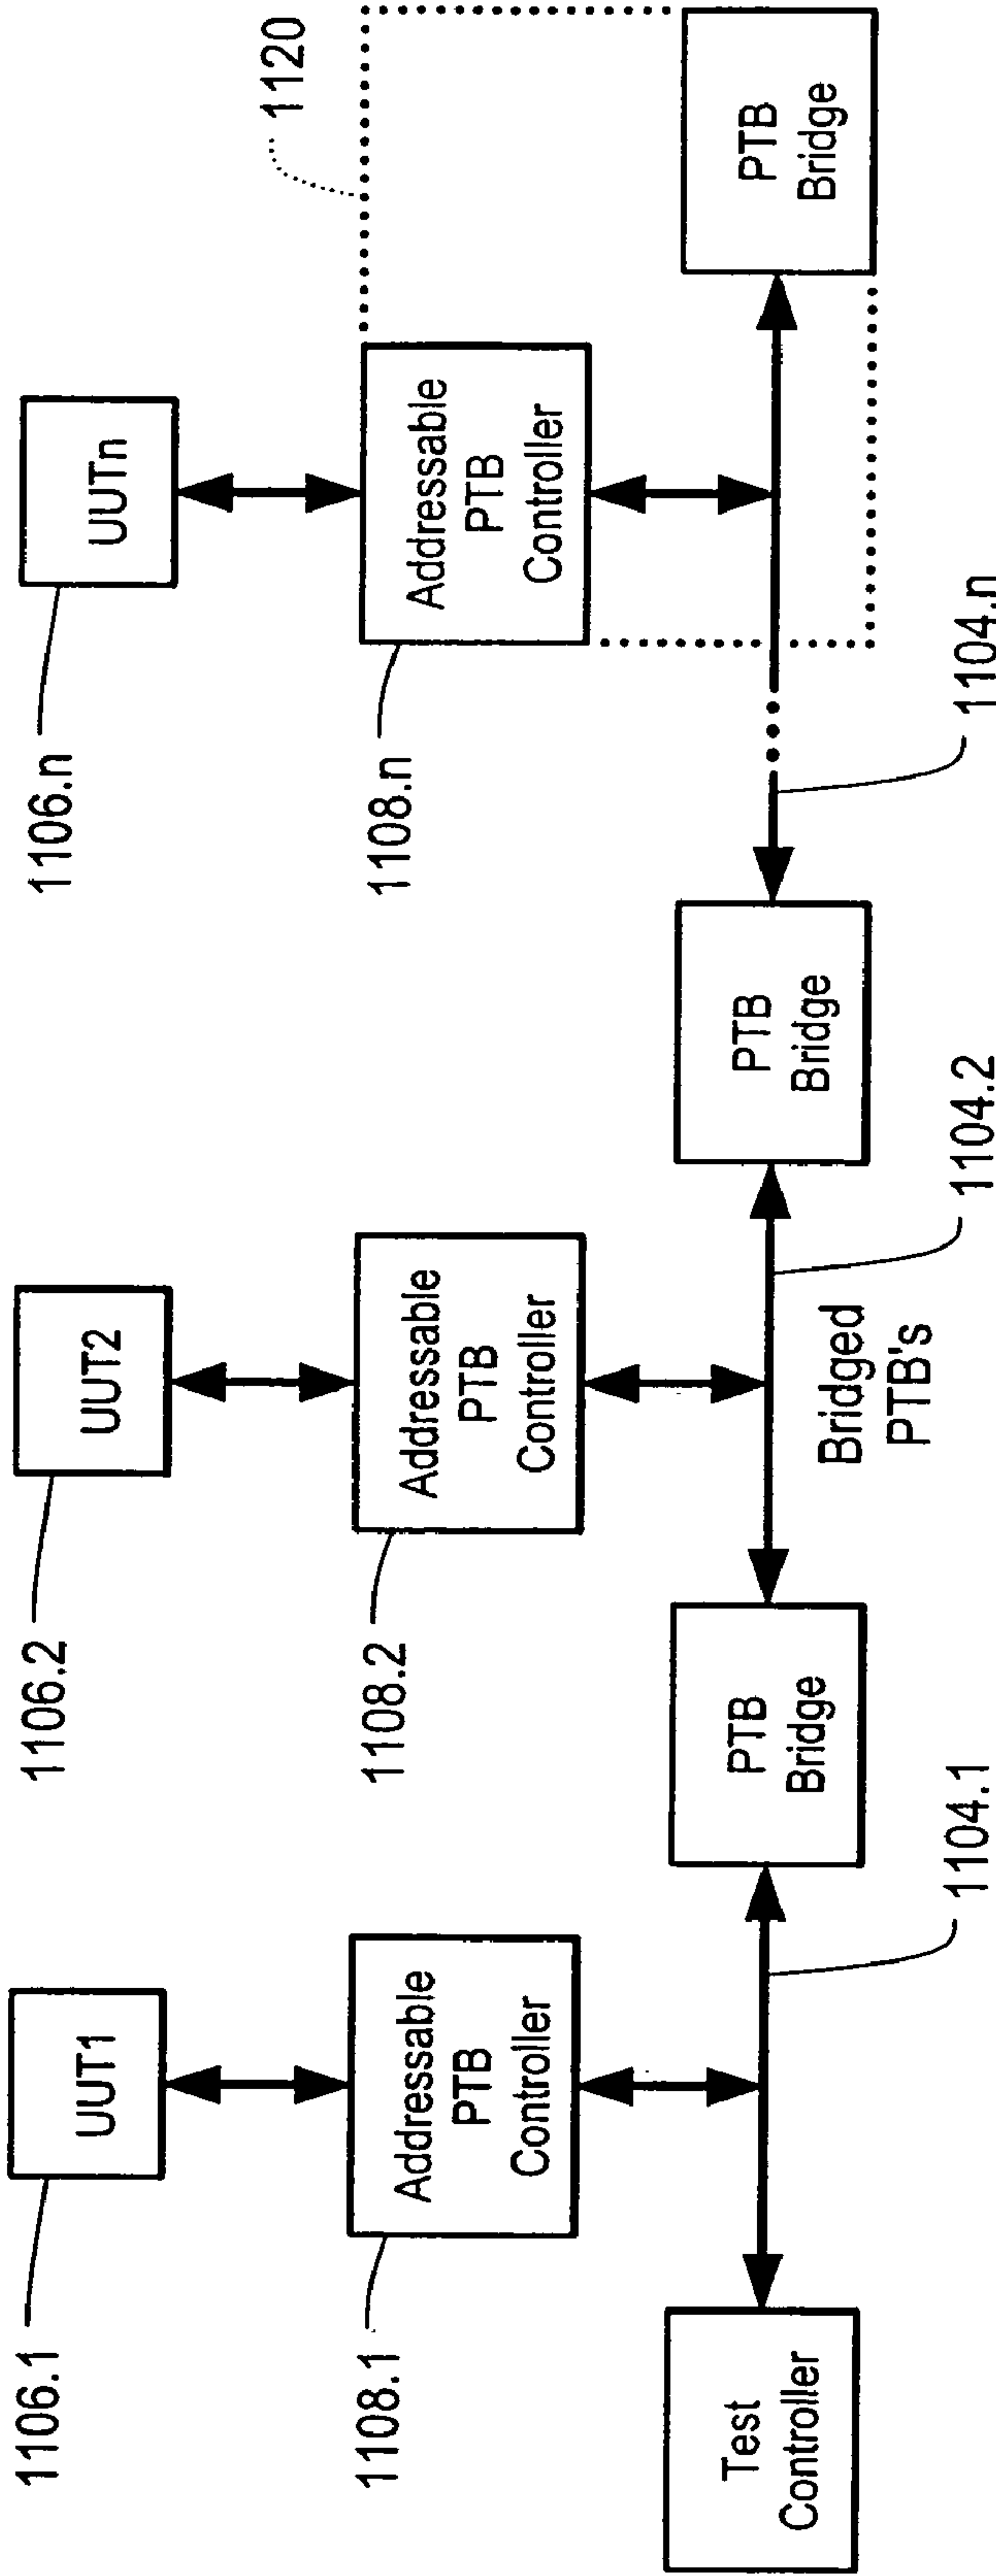 1106.1
UUT1
1106.2
UUT2
1106.n
UUTn
1120
1108.1
Addressable
PTB
Controller
1108.2
Addressable
PTB
Controller
1108.n
Addressable
PTB
Controller
Test
Controller
PTB
Bridge
PTB
Bridge
PTB
Bridge
1104.1
Bridged
PTB's
1104.2
1104.n